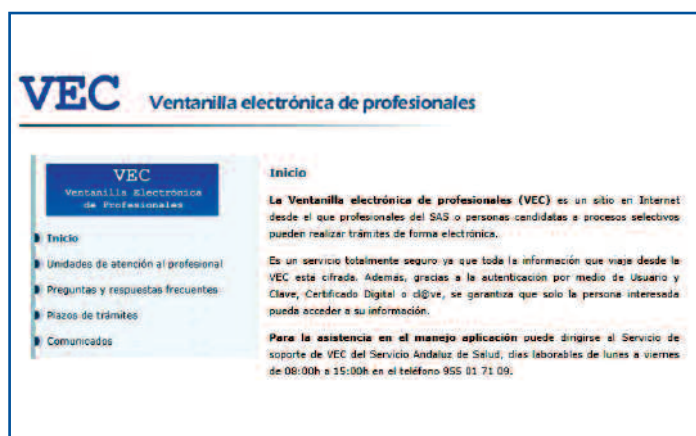 VEC Ventanilla electrónica de profesionales
VEC
Ventanilla Electrónica
de Profesionales
Inicio
Unidades de atención al profesional
Preguntas y respuestas frecuentes
Plazos de trámites
Comunicados
Inicio
La Ventanilla electrónica de profesionales (VEC) es un sitio en Internet
desde el que profesionales del SAS o personas candidatas a procesos selectivos
pueden realizar trámites de forma electrónica.
Es un servicio totalmente seguro ya que toda la información que viaja desde la
VEC está cifrada. Además, gracias a la autenticación por medio de Usuario y
Clave, Certificado Digital o cl@ve, se garantiza que solo la persona interesada
pueda acceder a su información.
Para la asistencia en el manejo aplicación puede dirigirse al Servicio de
soporte de VEC del Servicio Andaluz de Salud, días laborables de lunes a viernes
de 08:00h a 15:00h en el teléfono 955 01 71 09.